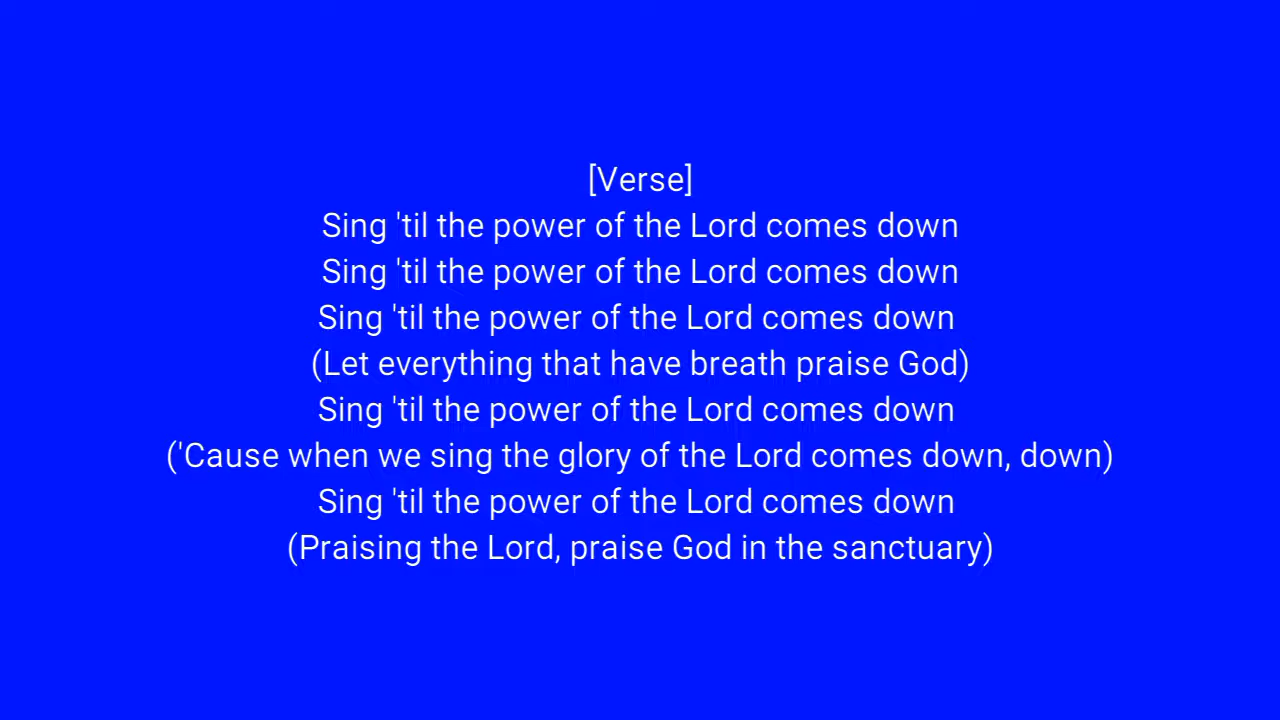 [Verse]
Sing 'til the power of the Lord comes down
Sing 'til the power of the Lord comes down
Sing 'til the power of the Lord comes down
(Let everything that have breath praise God)
Sing 'til the power of the Lord comes down
('Cause when we sing the glory of the Lord comes down, down)
Sing 'til the power of the Lord comes down
(Praising the Lord, praise God in the sanctuary)